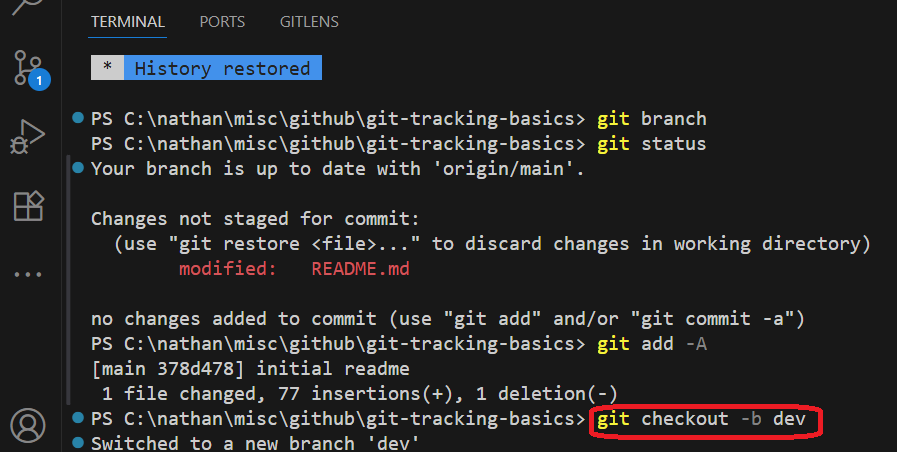 TERMINAL PORTS GITLENS
* History restored
1
PS C:\nathan\misc\github\git-tracking-basics> git branch
PS C:\nathan\misc\github\git-tracking-basics> git status
Your branch is up to date with 'origin/main'.
Changes not staged for commit:
(use "git restore <file>..." to discard changes in working directory)
modified: README.md
no changes added to commit (use "git add" and/or "git commit -a")
PS C:\nathan\misc\github\git-tracking-basics> git add -A
[main 378d478] initial readme
1 file changed, 77 insertions(+), 1 deletion(-)
PS C:\nathan\misc\github\git-tracking-basics> git checkout -b dev
Switched to a new branch 'dev'